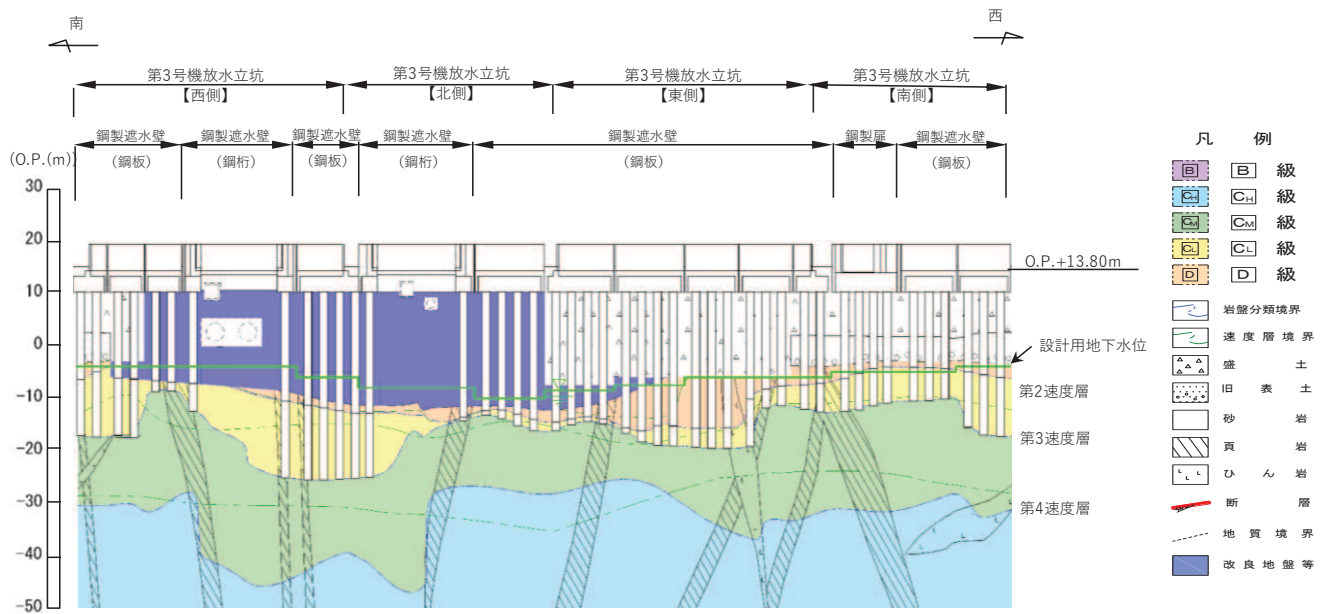 南
西
第3号機放水立坑
【西側】
第3号機放水立坑
【北側】
第3号機放水立坑
【東側】
第3号機放水立坑
【南側】
鋼製遮水壁
(鋼板)
鋼製遮水壁
(鋼桁)
鋼製遮水壁
(鋼板)
鋼製遮水壁
(鋼桁)
鋼製遮水壁
(鋼板)
鋼製扉
鋼製遮水壁
(鋼板)
(O.P.(m))
30
20
10
0
-10
-20
-30
-40
-50
O.P.+13.80m
設計用地下水位
第2速度層
第3速度層
第4速度層
凡 例
B B 級
CH CH 級
CM CM 級
CL CL 級
D D 級
岩盤分類境界
速度層境界
盛 土
旧 表 土
砂 岩
頁 岩
ひ ん 岩
断 層
地 質 境 界
改良地盤等